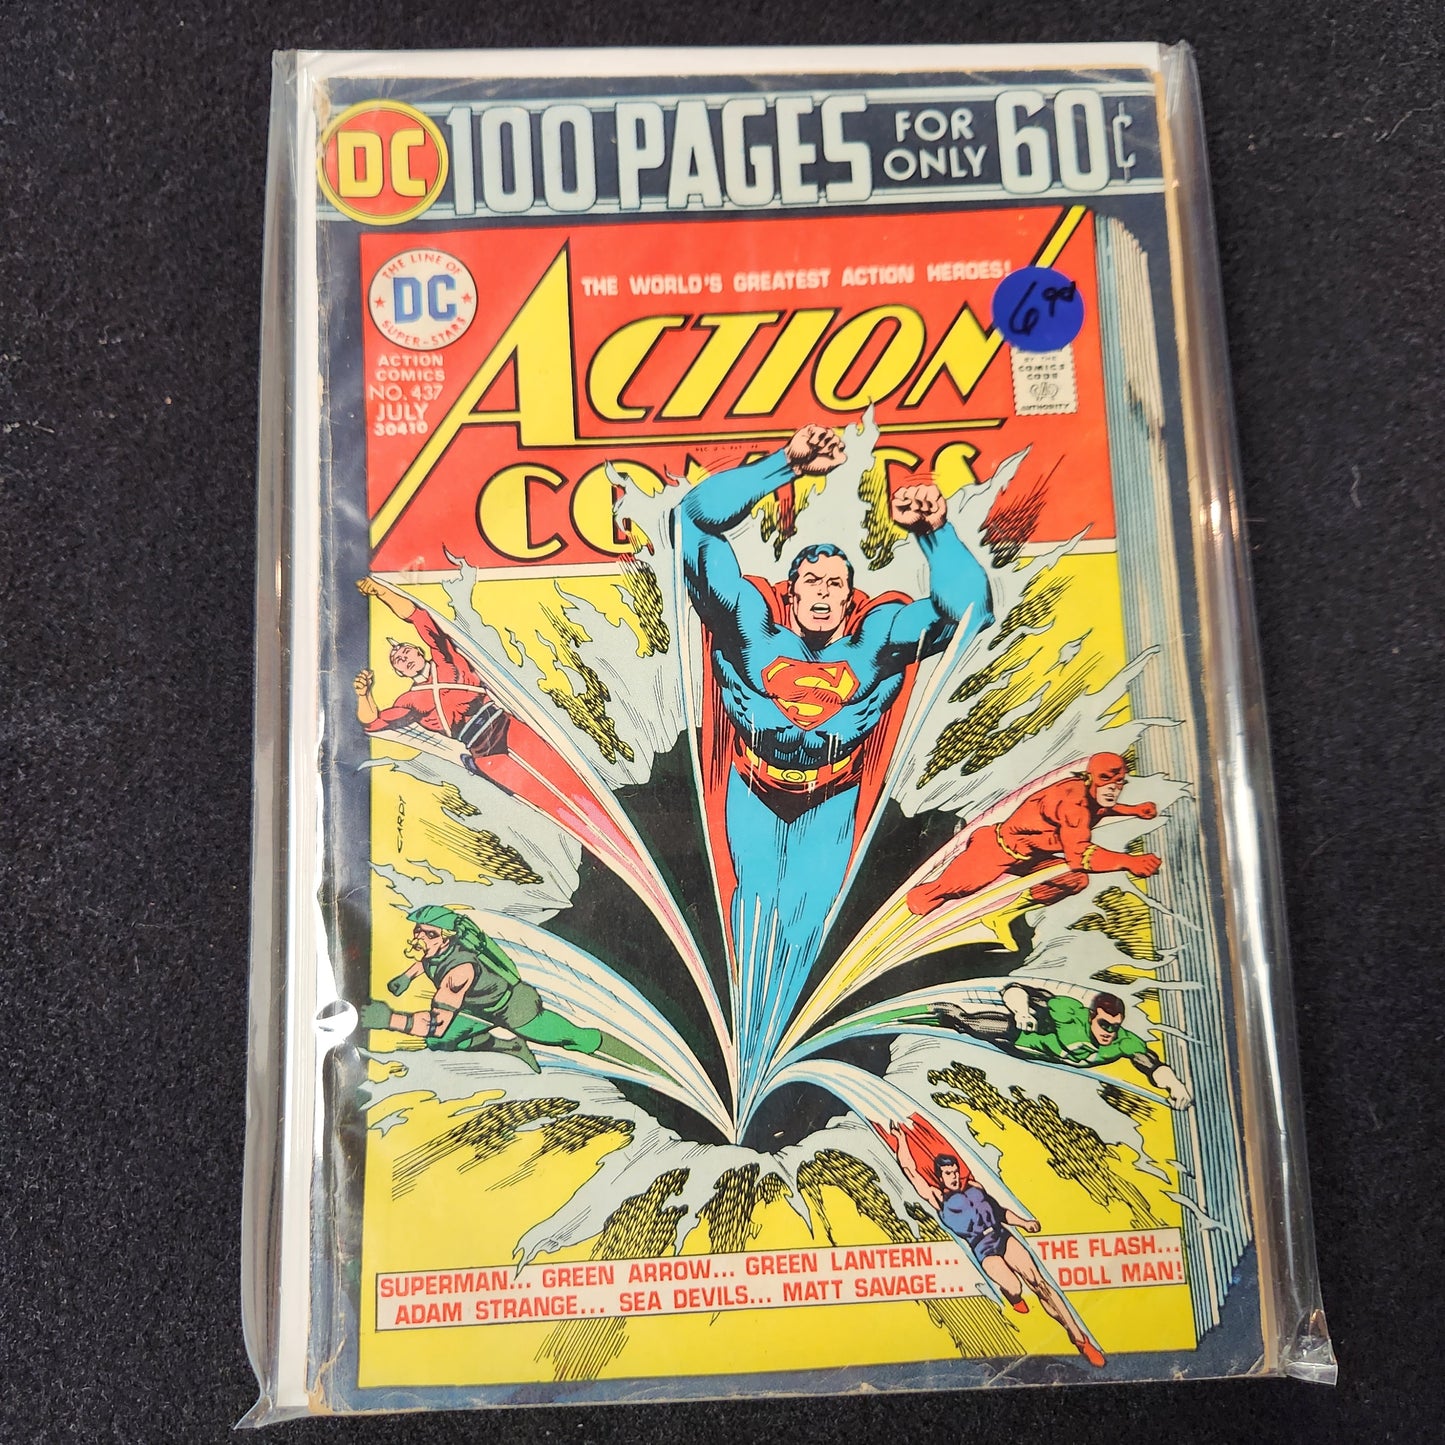 DC 100 PAGES FOR ONLY 60¢
THE LINE OF
DC
SUPER-STARS
ACTION
COMICS
NO. 437
JULY
30410
THE WORLD'S GREATEST ACTION HEROES!
ACTION
COMICS
6 99
BY THE
COMICS
CODE
AUTHORITY
CARDY
SUPERMAN... GREEN ARROW... GREEN LANTERN... THE FLASH...
ADAM STRANGE... SEA DEVILS... MATT SAVAGE... DOLL MAN!